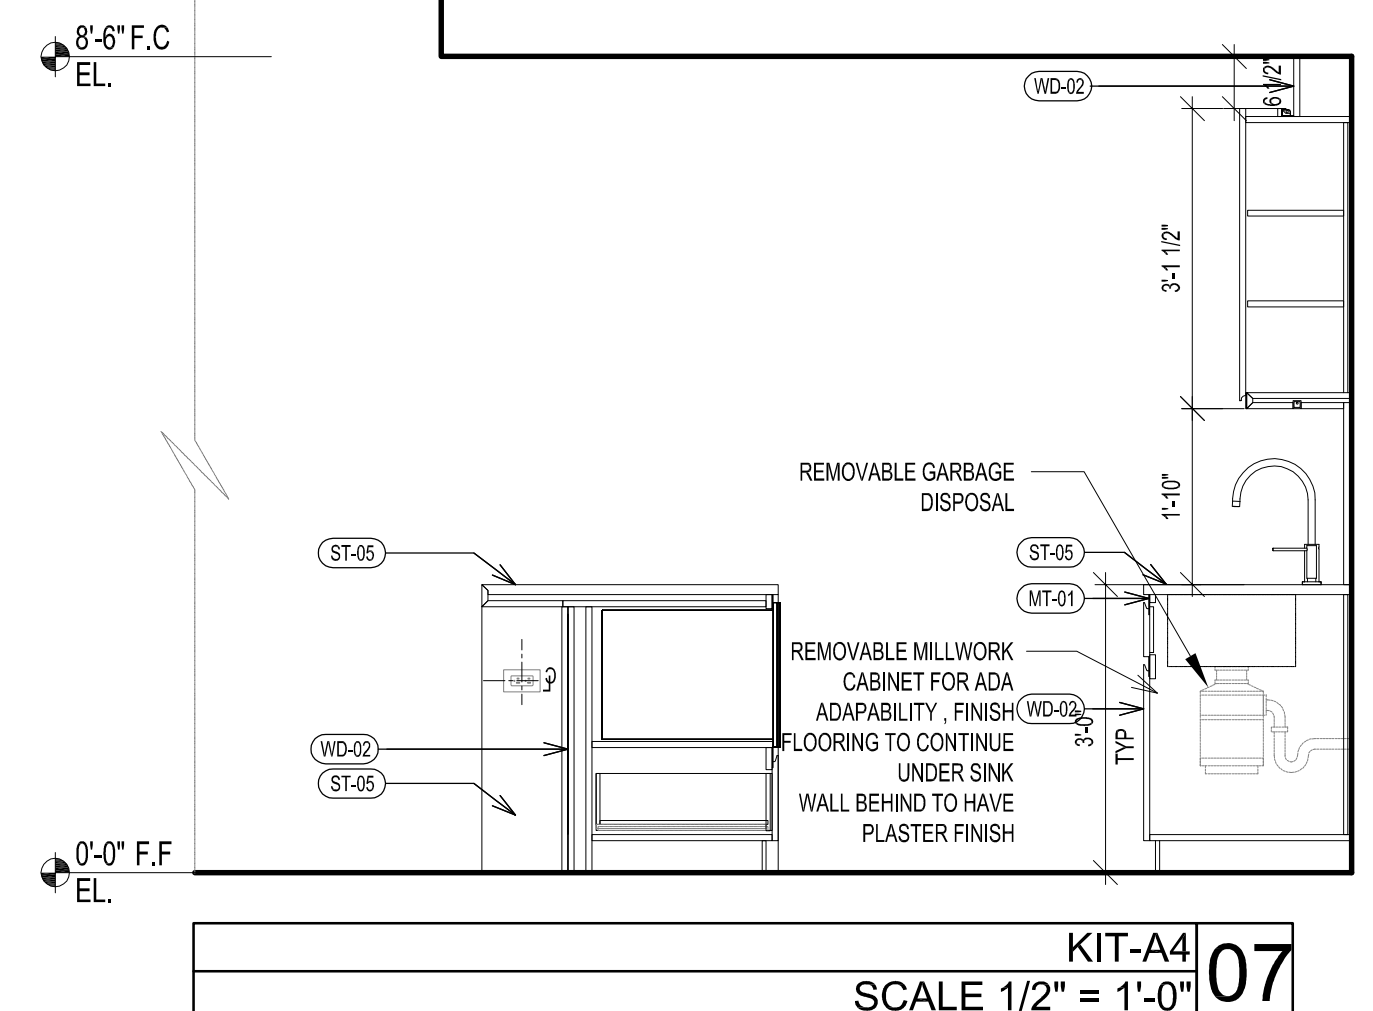 8'-6" F.C
EL.
WD-02
6 1/2"
3'-1 1/2"
REMOVABLE GARBAGE
DISPOSAL
1'-10"
ST-05
ST-05
MT-01
REMOVABLE MILLWORK
CABINET FOR ADA
ADAPABILITY , FINISH
FLOORING TO CONTINUE
UNDER SINK
WALL BEHIND TO HAVE
PLASTER FINISH
WD-02
3'-0"
TYP
WD-02
ST-05
0'-0" F.F
EL.
KIT-A4
07
SCALE 1/2" = 1'-0"